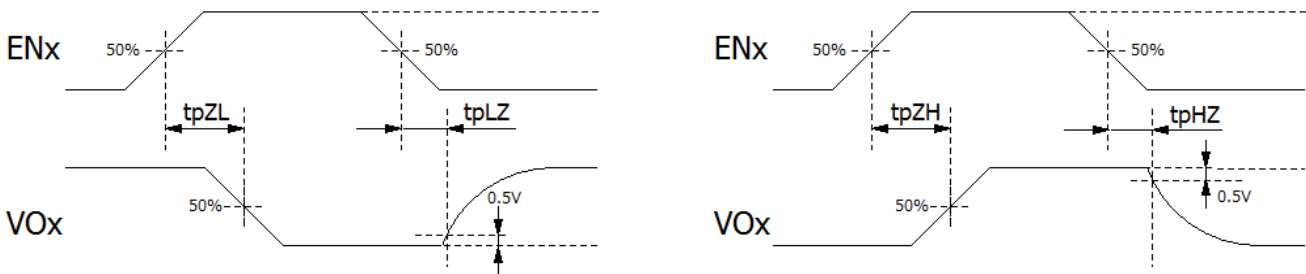 ENx 50% 50% ENx 50% 50%
tpZL tpLZ tpZH tpHZ
VOx 50% 0.5V VOx 50% 0.5V